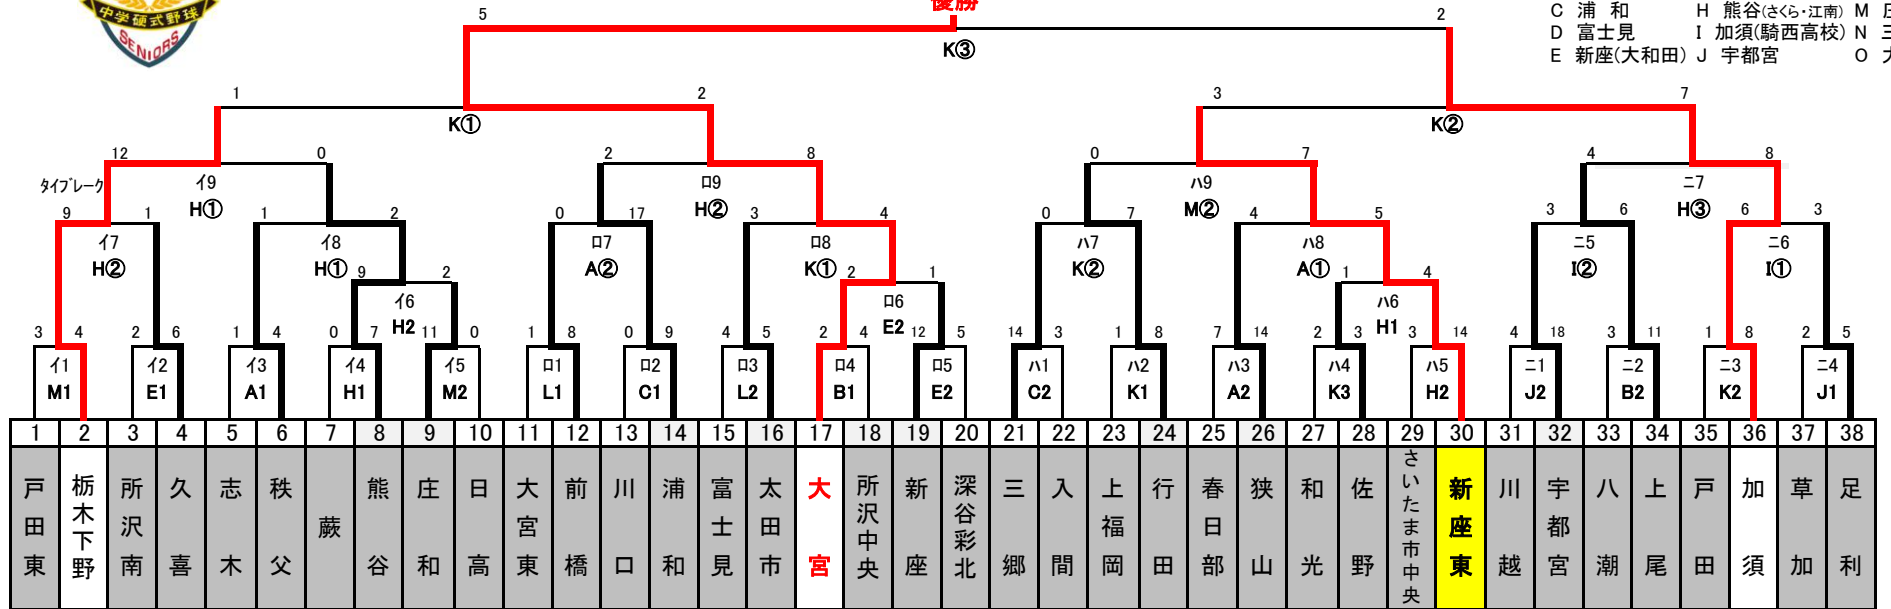 中学硬式野球
SENIORS
優勝
C 浦 和 H 熊谷(さくら・江南) M
D 富士見 I 加須(騎西高校) N
E 新座(大和田) J 宇都宮 O
5 2
K③
1 2 3 7
K① K②
12 0 2 8 0 7 4 8
タイブレーク イ9 ロ9 ハ9 ニ7
H① H② M② H③
9 1 1 2 0 17 3 4 0 7 4 5 3 6 6 3
イ7 イ8 ロ7 ロ8 ハ7 ハ8 ニ5 ニ6
H② H① A② K① K② A① I② I①
9 2 2 1 1 4
イ6 ロ6 ハ6
H2 E2 H1
3 4 2 6 1 4 0 7 11 0 1 8 0 9 4 5 2 4 12 5 14 3 1 8 7 14 2 3 3 14 4 18 3 11 1 8 2 5
イ1 イ2 イ3 イ4 イ5 ロ1 ロ2 ロ3 ロ4 ロ5 ハ1 ハ2 ハ3 ハ4 ハ5 ニ1 ニ2 ニ3 ニ4
M1 E1 A1 H1 M2 L1 C1 L2 B1 E2 C2 K1 A2 K3 H2 J2 B2 K2 J1
1 2 3 4 5 6 7 8 9 10 11 12 13 14 15 16 17 18 19 20 21 22 23 24 25 26 27 28 29 30 31 32 33 34 35 36 37 38
戸田東
栃木下野
所沢南
久喜
志木
秩父
蕨
熊谷
庄和
日高
大宮東
前橋
川口
浦和
富士見
太田市
大宮
所沢中央
新座
深谷彩北
三郷
入間
上福岡
行田
春日部
狭山
和光
佐野
さいたま市中央
新座東
川越
宇都宮
八潮
上尾
戸田
加須
草加
足利